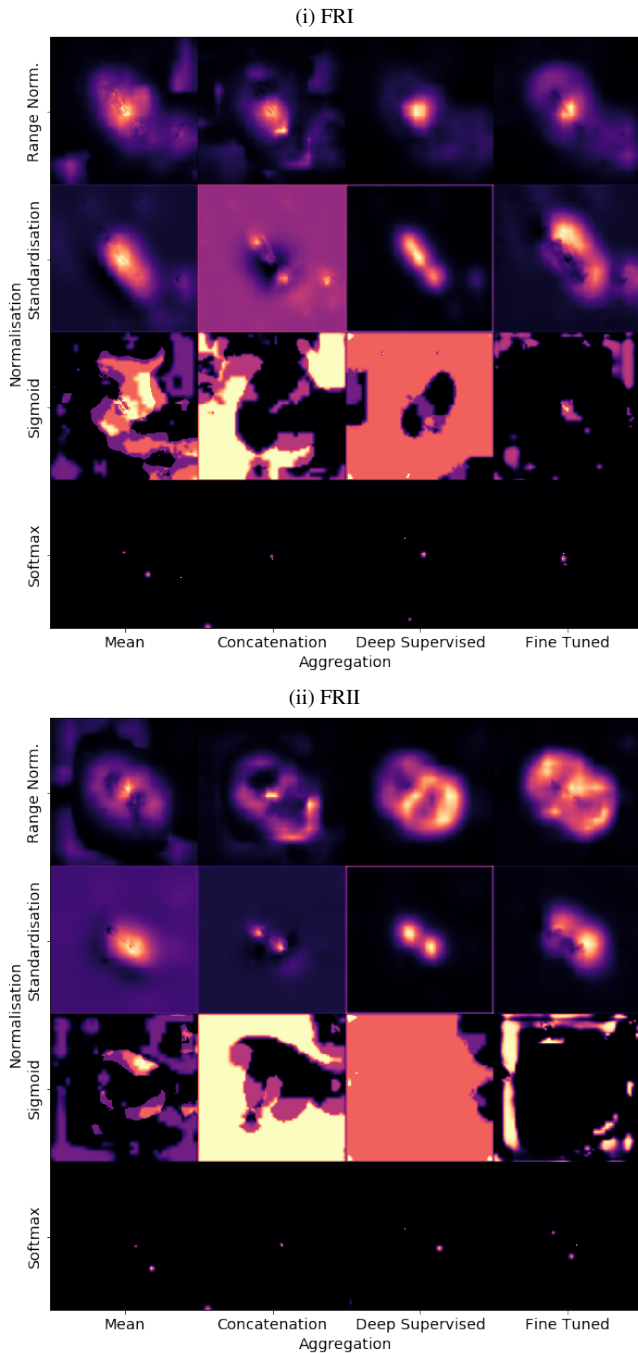 (i) FRI
Normalisation
Range Norm.
Standardisation
Sigmoid
Softmax
Mean Concatenation Deep Supervised Fine Tuned
Aggregation
(ii) FRII
Normalisation
Range Norm.
Standardisation
Sigmoid
Softmax
Mean Concatenation Deep Supervised Fine Tuned
Aggregation